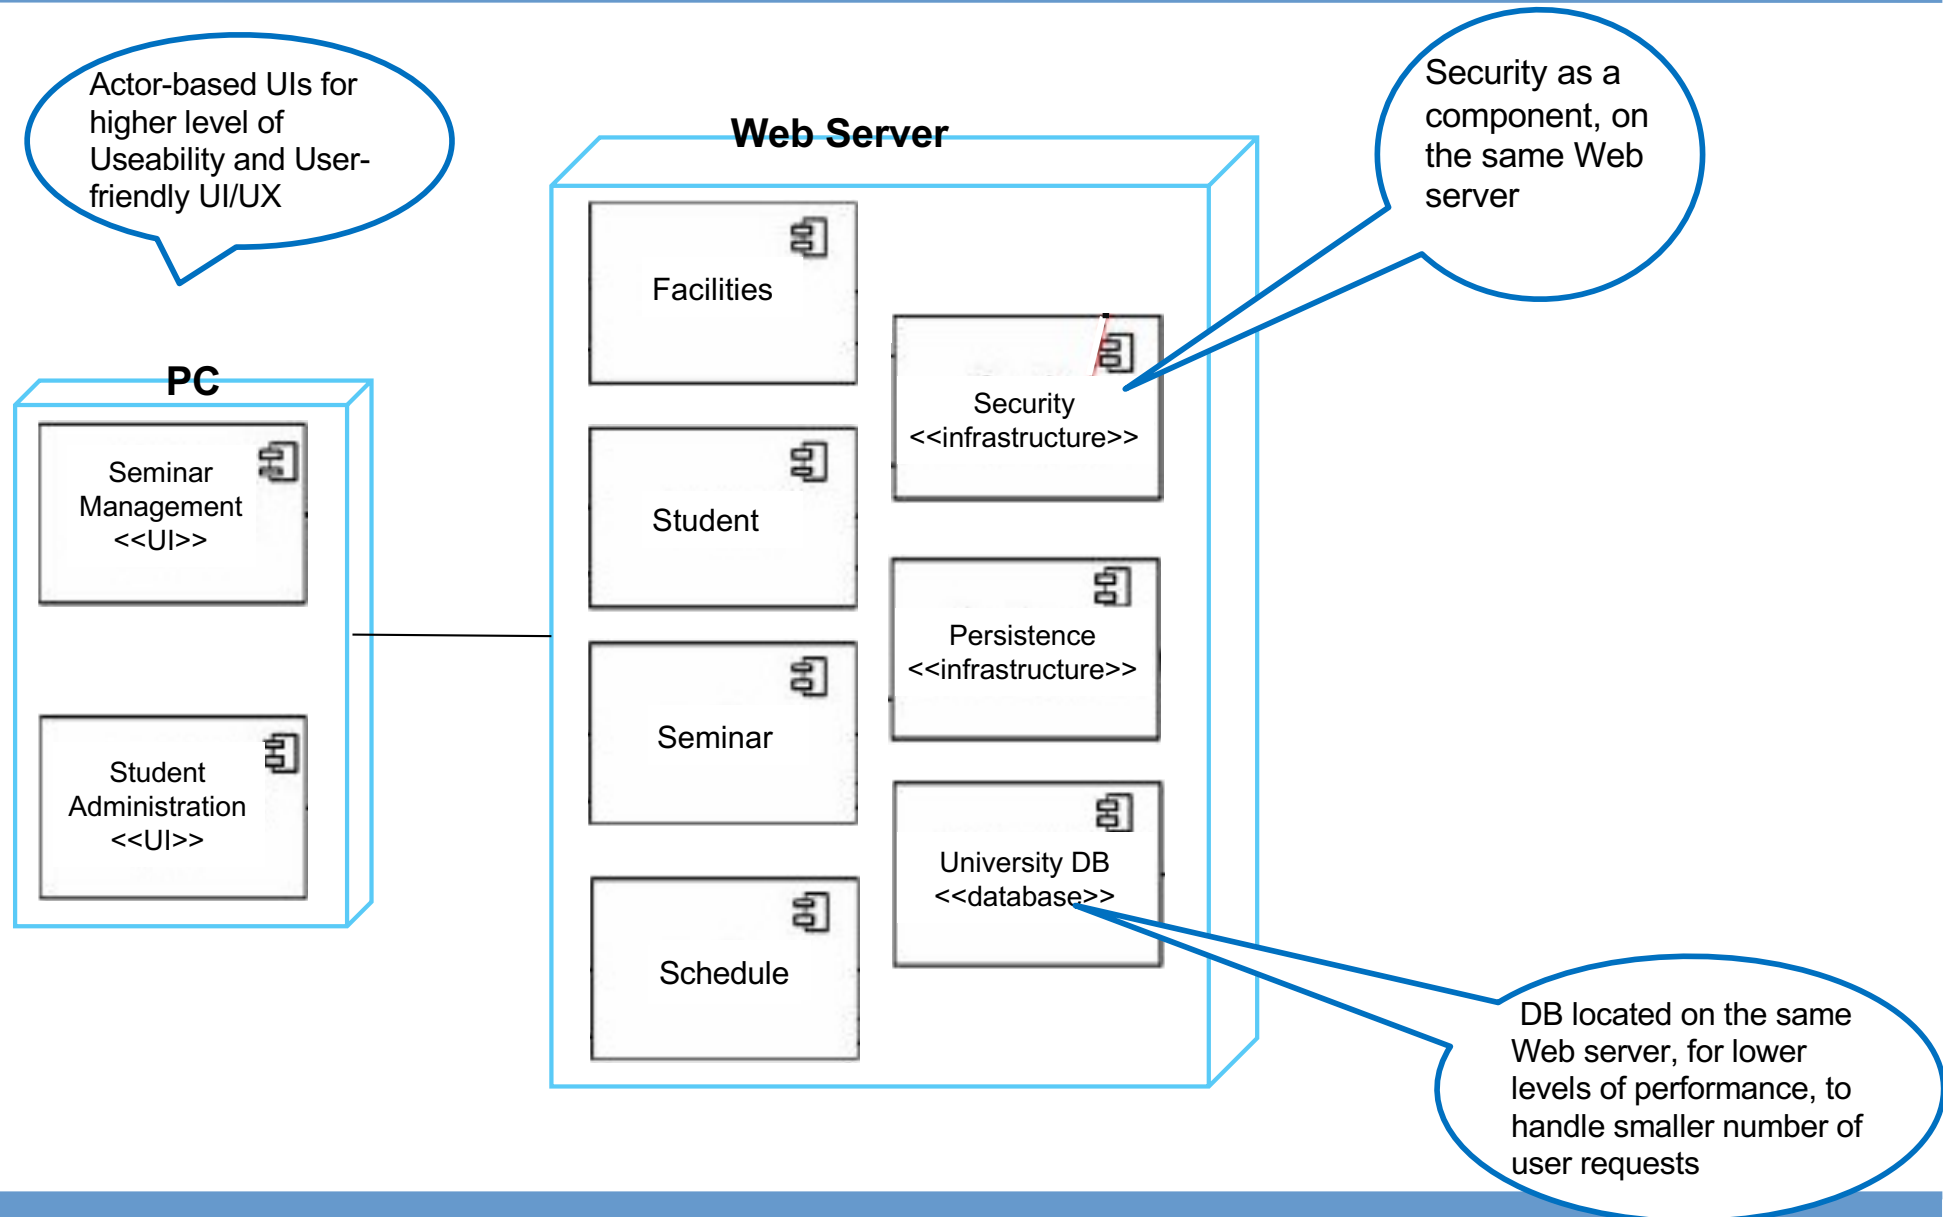 Actor-based UIs for
higher level of
Useability and User-
friendly UI/UX
Web Server
Security as a
component, on
the same Web
server
PC
Seminar
Management
<<UI>>
Student
Administration
<<UI>>
Facilities
Student
Seminar
Schedule
Security
<<infrastructure>>
Persistence
<<infrastructure>>
University DB
<<database>>
DB located on the same
Web server, for lower
levels of performance, to
handle smaller number of
user requests